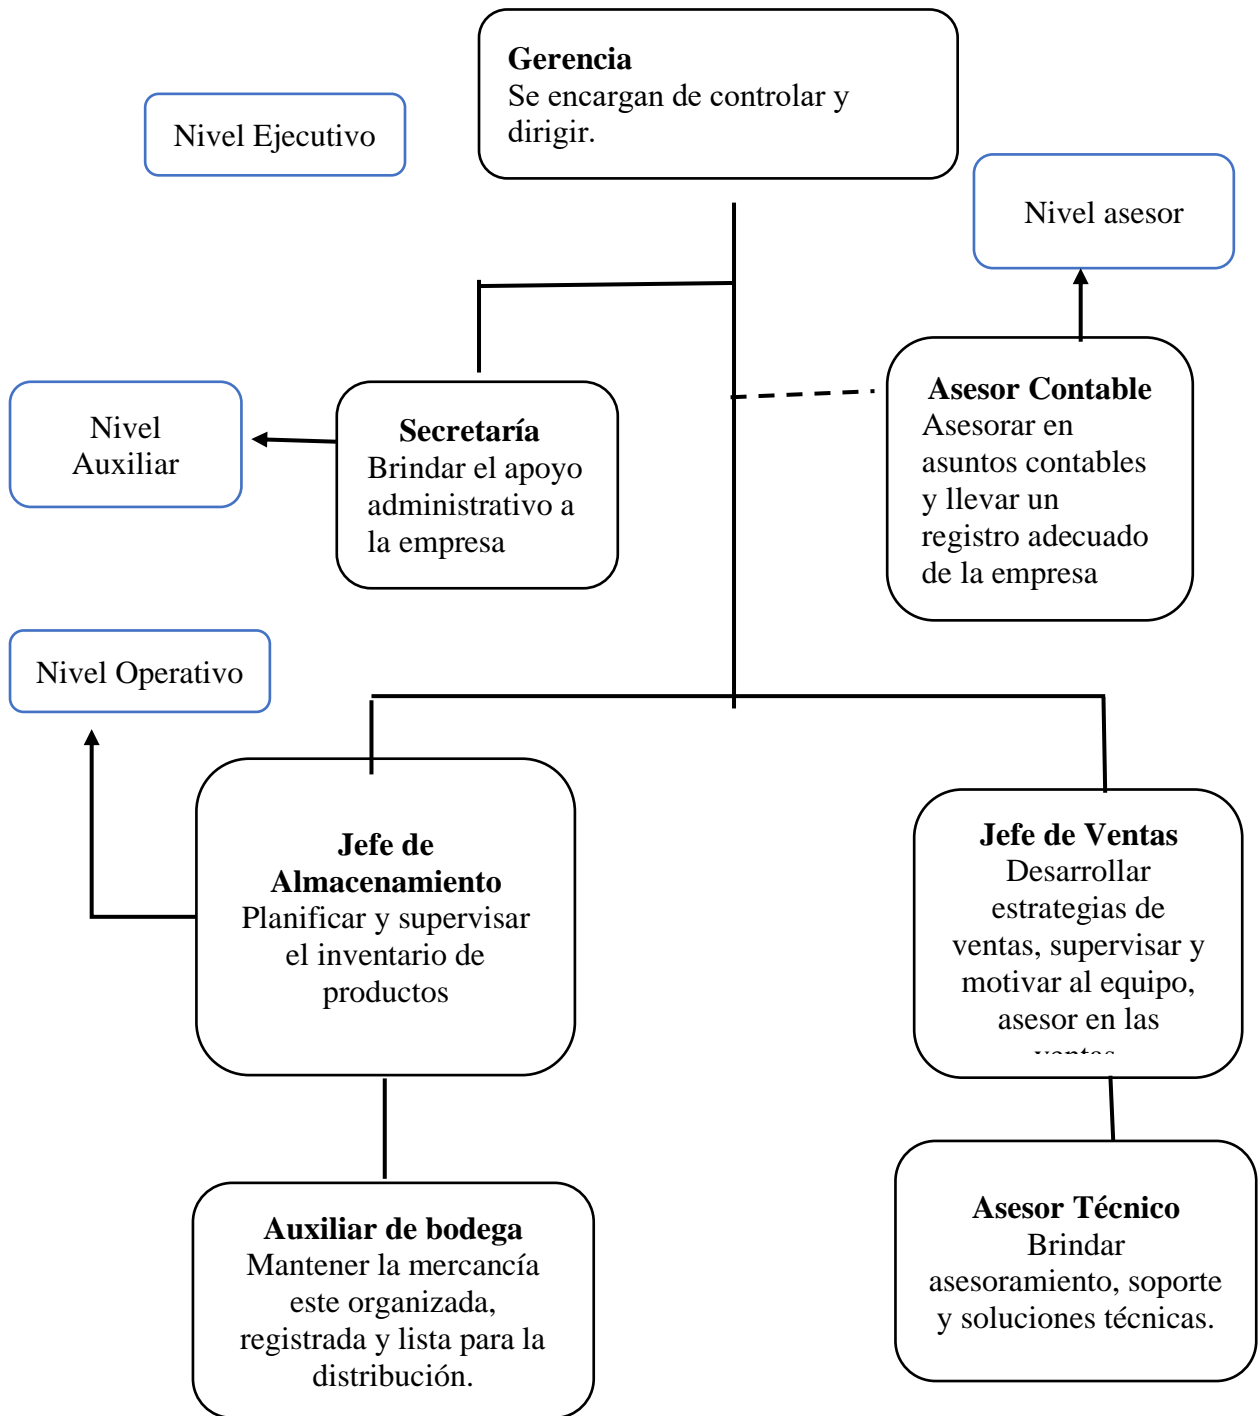 Gerencia
Se encargan de controlar y
dirigir.
Nivel Ejecutivo
Nivel asesor
Nivel
Auxiliar
Secretaría
Brindar el apoyo
administrativo a
la empresa
Asesor Contable
Asesorar en
asuntos contables
y llevar un
registro adecuado
de la empresa
Nivel Operativo
Jefe de
Almacenamiento
Planificar y supervisar
el inventario de
productos
Jefe de Ventas
Desarrollar
estrategias de
ventas, supervisar y
motivar al equipo,
asesor en las
Auxiliar de bodega
Mantener la mercancía
este organizada,
registrada y lista para la
distribución.
Asesor Técnico
Brindar
asesoramiento, soporte
y soluciones técnicas.